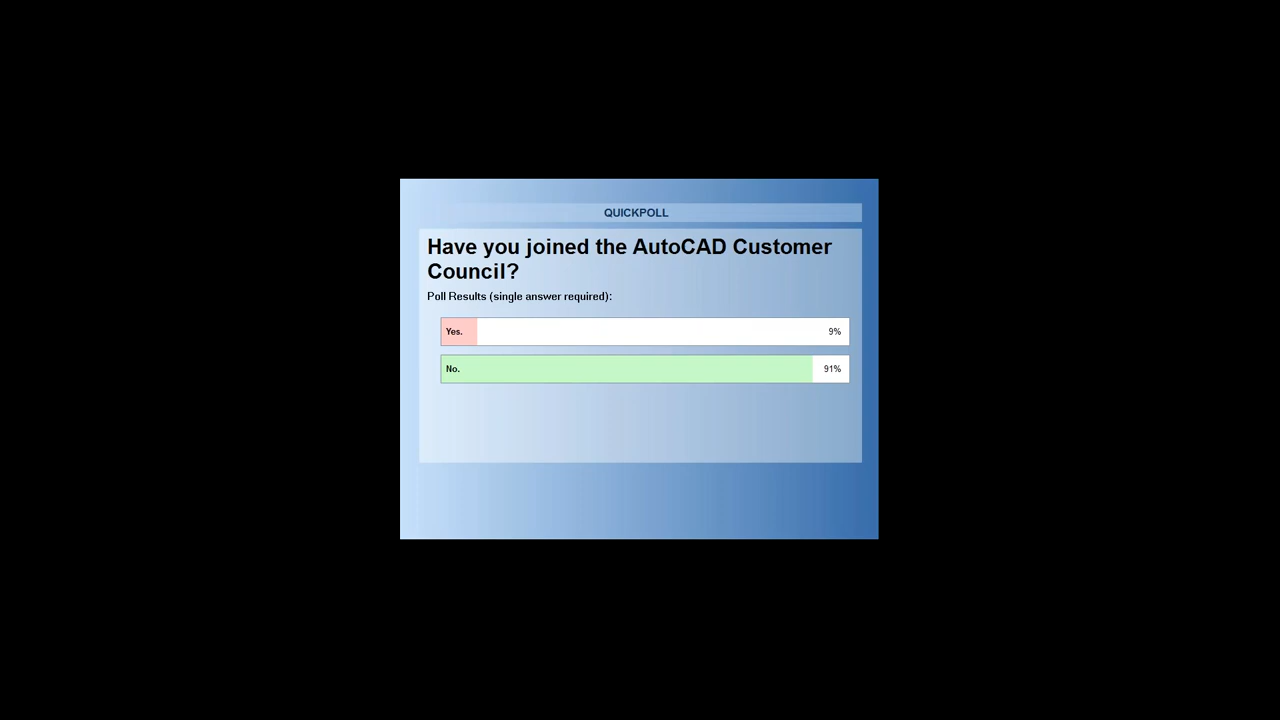 QUICKPOLL
Have you joined the AutoCAD Customer
Council?
Poll Results (single answer required):
Yes. 9%
No. 91%